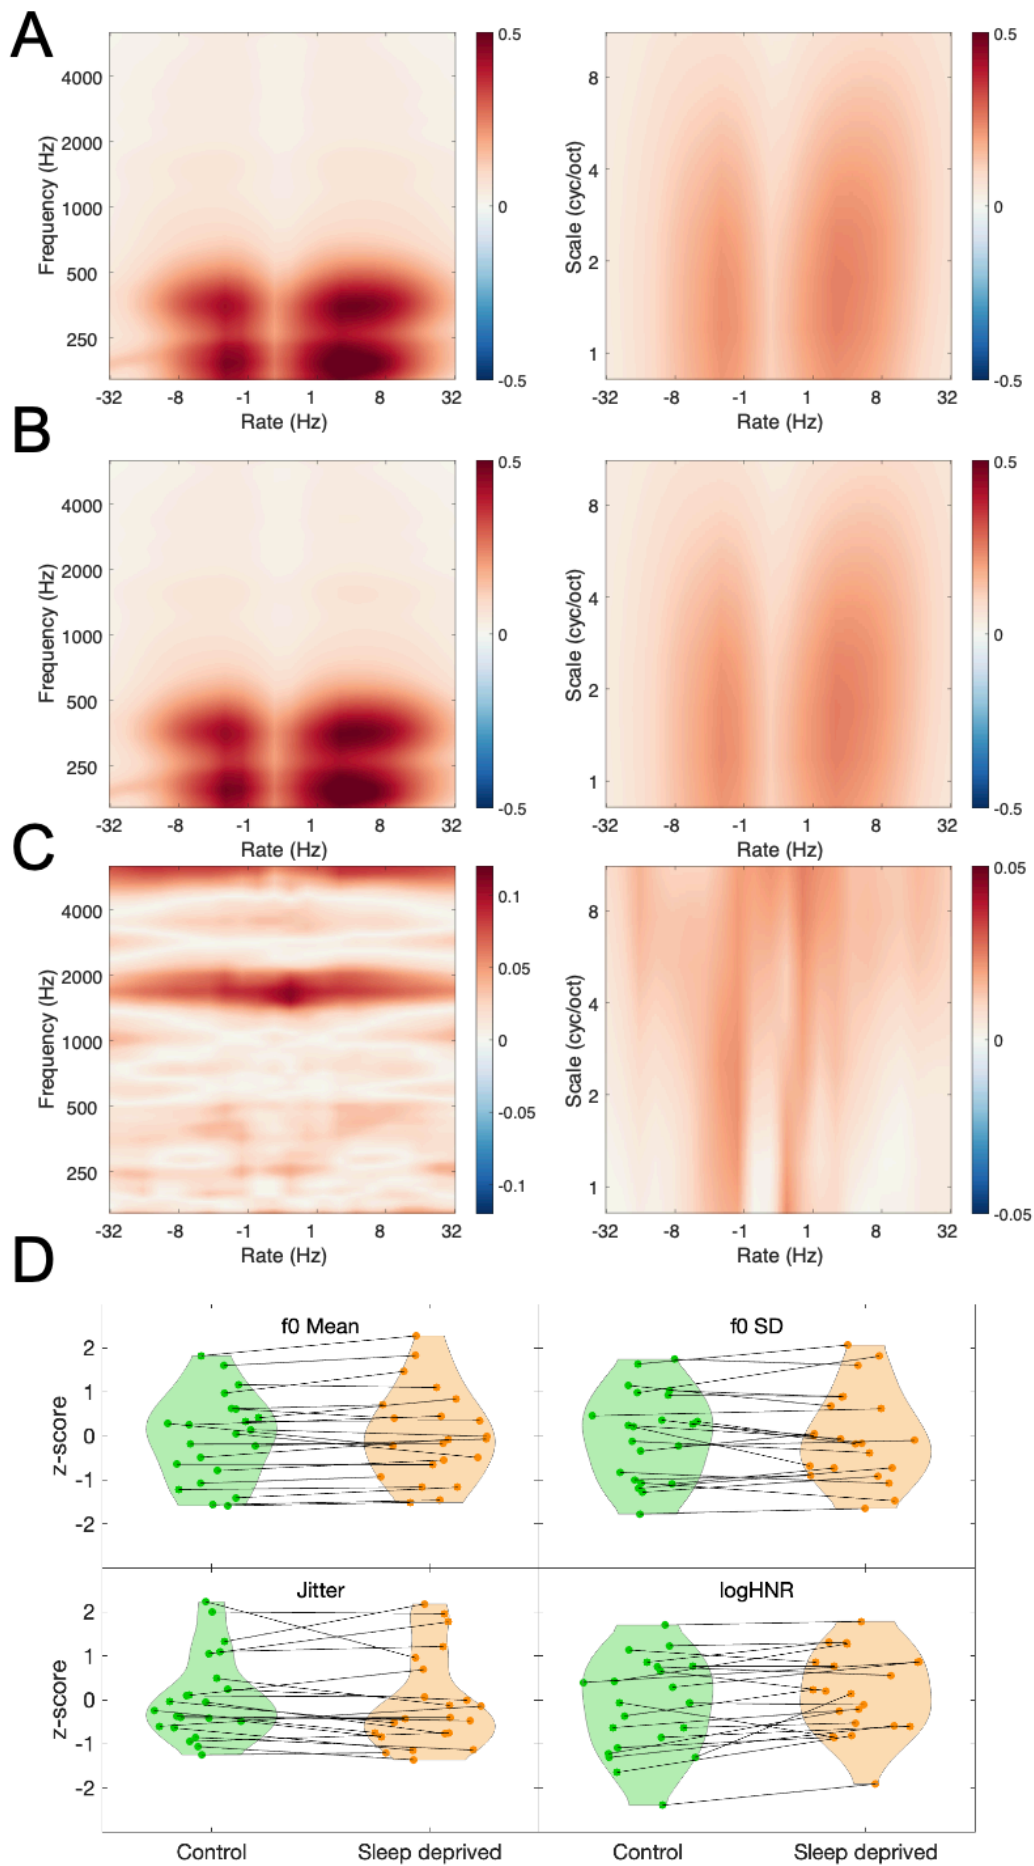 A
Frequency (Hz)
4000
2000
1000
500
250
-32 -8 -1 1 8 32
Rate (Hz)
0.5
0
-0.5
Scale (cyc/oct)
8
4
2
1
-32 -8 -1 1 8 32
Rate (Hz)
0.5
0
-0.5
B
Frequency (Hz)
4000
2000
1000
500
250
-32 -8 -1 1 8 32
Rate (Hz)
0.5
0
-0.5
Scale (cyc/oct)
8
4
2
1
-32 -8 -1 1 8 32
Rate (Hz)
0.5
0
-0.5
C
Frequency (Hz)
4000
2000
1000
500
250
-32 -8 -1 1 8 32
Rate (Hz)
0.1
0.05
0
-0.05
-0.1
Scale (cyc/oct)
8
4
2
1
-32 -8 -1 1 8 32
Rate (Hz)
0.05
0
-0.05
D
f0 Mean
f0 SD
z-score
2
1
0
-1
-2
Jitter
logHNR
z-score
2
1
0
-1
-2
Control Sleep deprived Control Sleep deprived